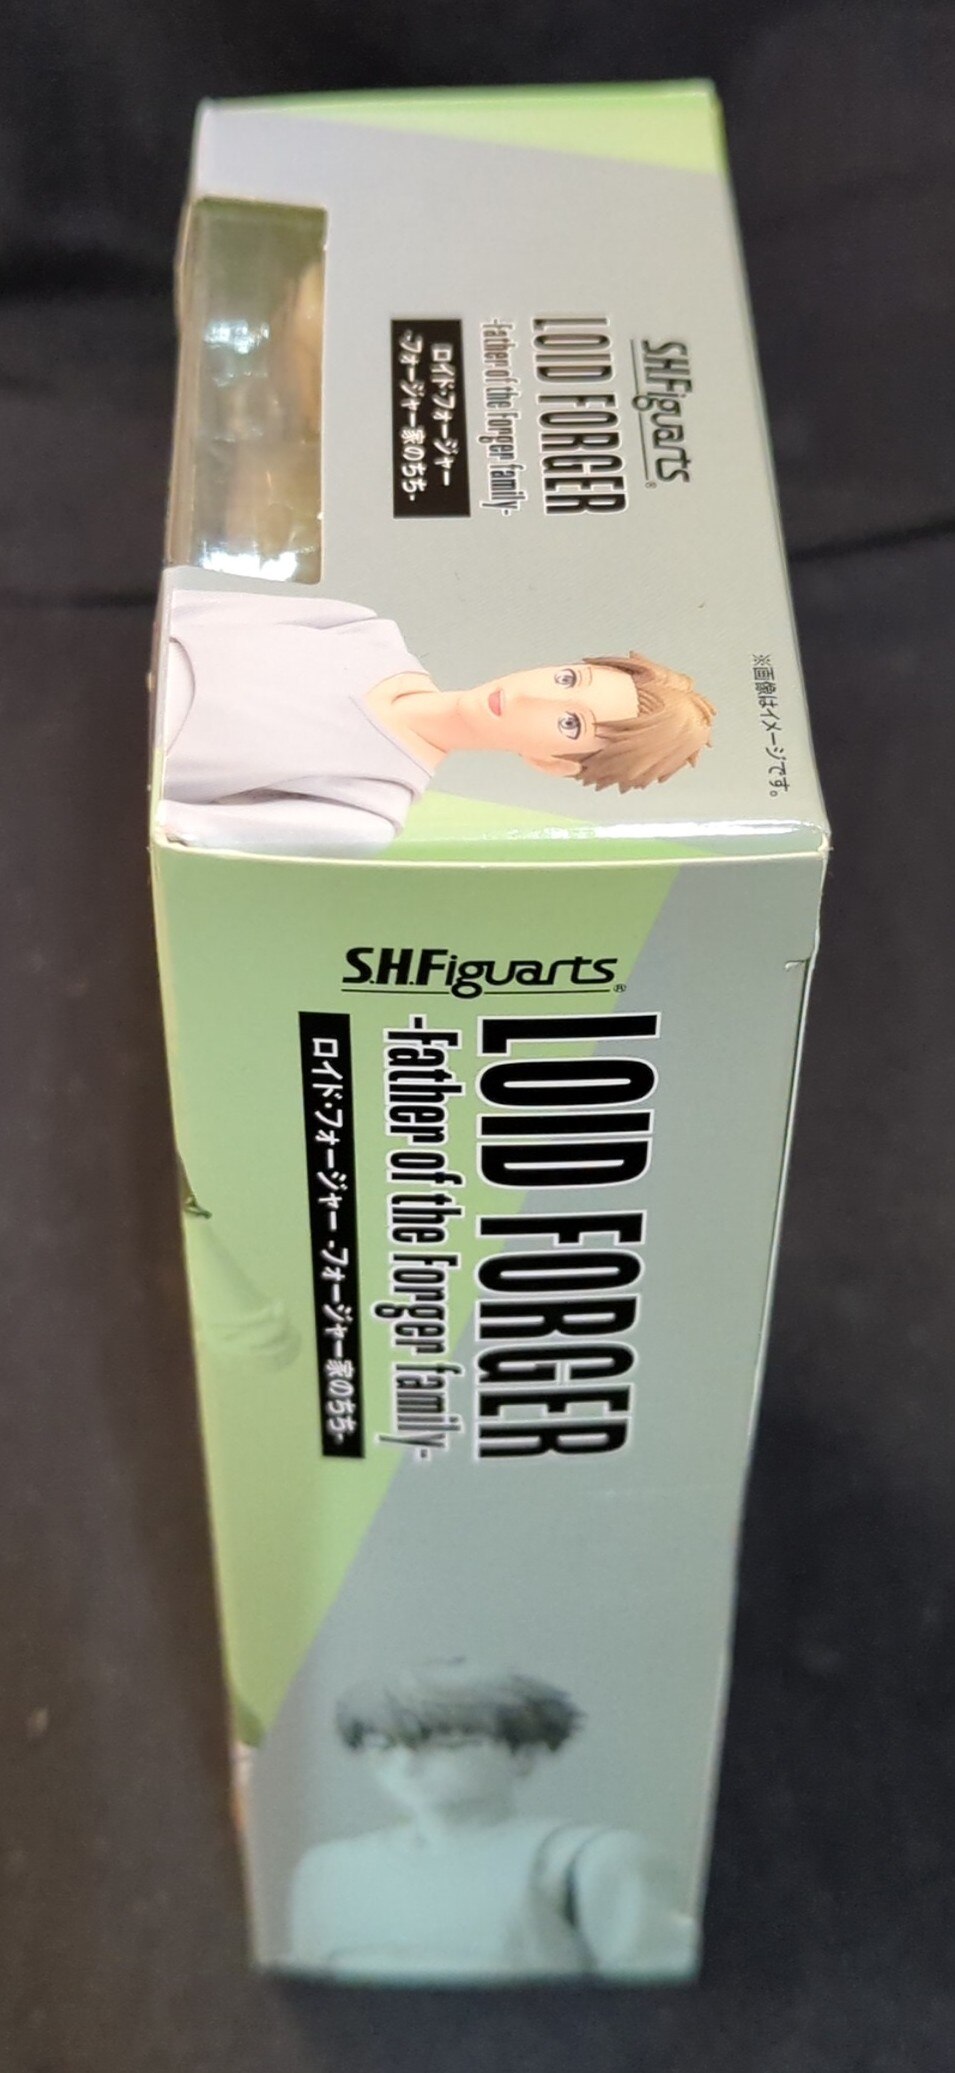 S.H.Figuarts®
LOID FORGER
-Father of the Forger family-
ロイド・フォージャー
-フォージャー家のちち-
※画像はイメージです。
S.H.Figuarts®
LOID FORGER
-Father of the Forger family-
ロイド・フォージャー -フォージャー家のちち-